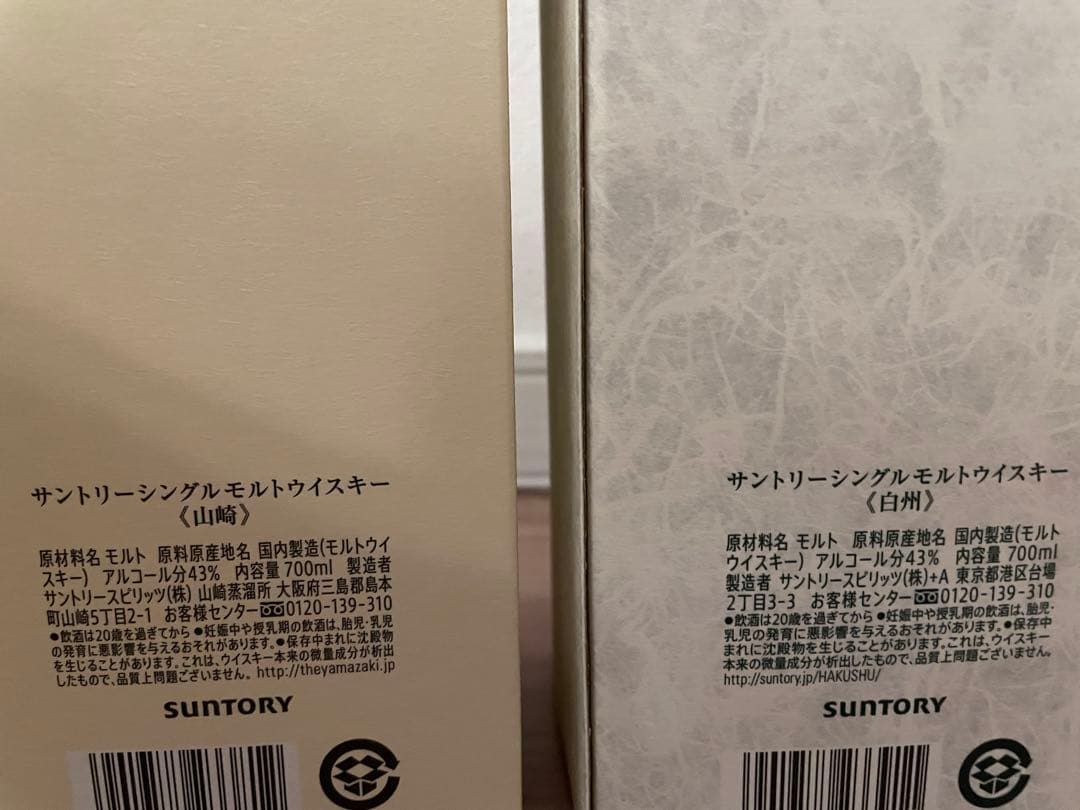 サントリーシングルモルトウイスキー
《山崎》
原材料名 モルト 原料原産地名 国内製造(モルトウイ
スキー) アルコール分43% 内容量 700ml 製造者
サントリースピリッツ(株) 山崎蒸溜所 大阪府三島郡島本
町山崎5丁目2-1 お客様センター 0120-139-310
●飲酒は20歳を過ぎてから ●妊娠中や授乳期の飲酒は、胎児・乳児
の発育に悪影響を与えるおそれがあります。●保存中まれに沈殿物
を生じることがあります。これは、ウイスキー本来の微量成分が析出
したもので、品質上問題ございません。 http://theyamazaki.jp
SUNTORY
サントリーシングルモルトウイスキー
《白州》
原材料名 モルト 原料原産地名 国内製造(モルト
ウイスキー) アルコール分43% 内容量 700ml
製造者 サントリースピリッツ(株)+A 東京都港区台場
2丁目3-3 お客様センター 0120-139-310
●飲酒は20歳を過ぎてから ●妊娠中や授乳期の飲酒は、胎児・
乳児の発育に悪影響を与えるおそれがあります。●保存中
まれに沈殿物を生じることがあります。これは、ウイスキー
本来の微量成分が析出したもので、品質上問題ございません。
http://suntory.jp/HAKUSHU/
SUNTORY